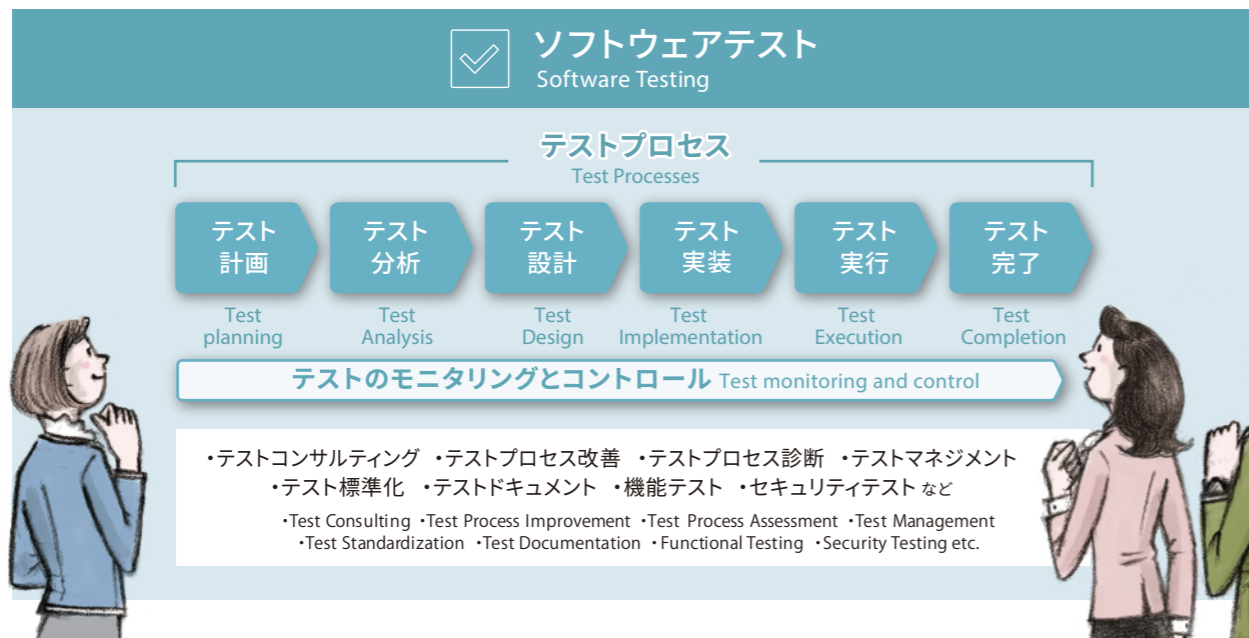 ソフトウェアテスト
Software Testing
テストプロセス
Test Processes
テスト
計画
テスト
分析
テスト
設計
テスト
実装
テスト
実行
テスト
完了
Test
planning
Test
Analysis
Test
Design
Test
Implementation
Test
Execution
Test
Completion
テストのモニタリングとコントロール Test monitoring and control
・テストコンサルティング ・テストプロセス改善 ・テストプロセス診断 ・テストマネジメント
・テスト標準化 ・テストドキュメント ・機能テスト ・セキュリティテスト など
・Test Consulting ・Test Process Improvement ・Test Process Assessment ・Test Management
・Test Standardization ・Test Documentation ・Functional Testing ・Security Testing etc.